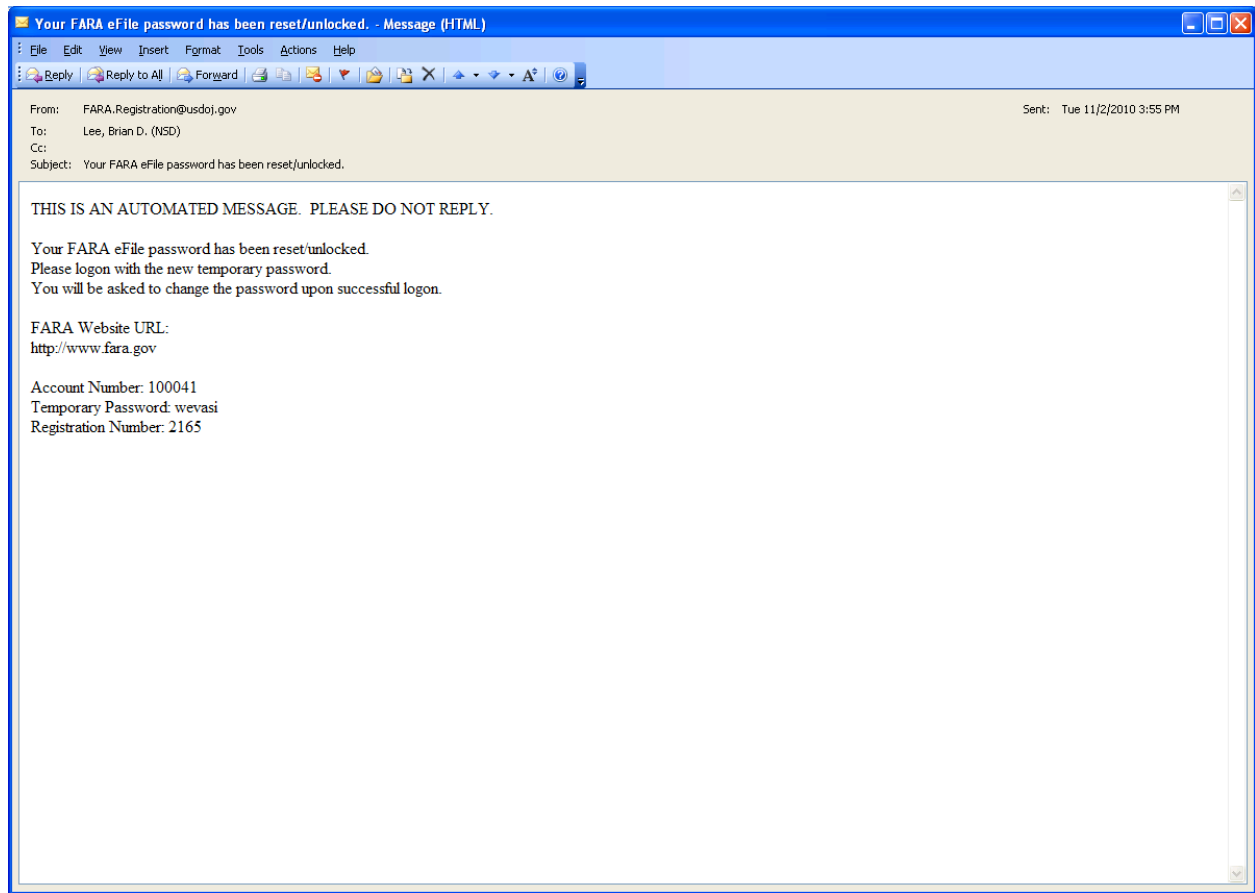 Your FARA eFile password has been reset/unlocked. - Message (HTML)
File Edit View Insert Format Tools Actions Help
Reply Reply to All Forward
From: FARA.Registration@usdoj.gov Sent: Tue 11/2/2010 3:55 PM
To: Lee, Brian D. (NSD)
Cc:
Subject: Your FARA eFile password has been reset/unlocked.
THIS IS AN AUTOMATED MESSAGE. PLEASE DO NOT REPLY.
Your FARA eFile password has been reset/unlocked.
Please logon with the new temporary password.
You will be asked to change the password upon successful logon.
FARA Website URL:
http://www.fara.gov
Account Number: 100041
Temporary Password: wevasi
Registration Number: 2165